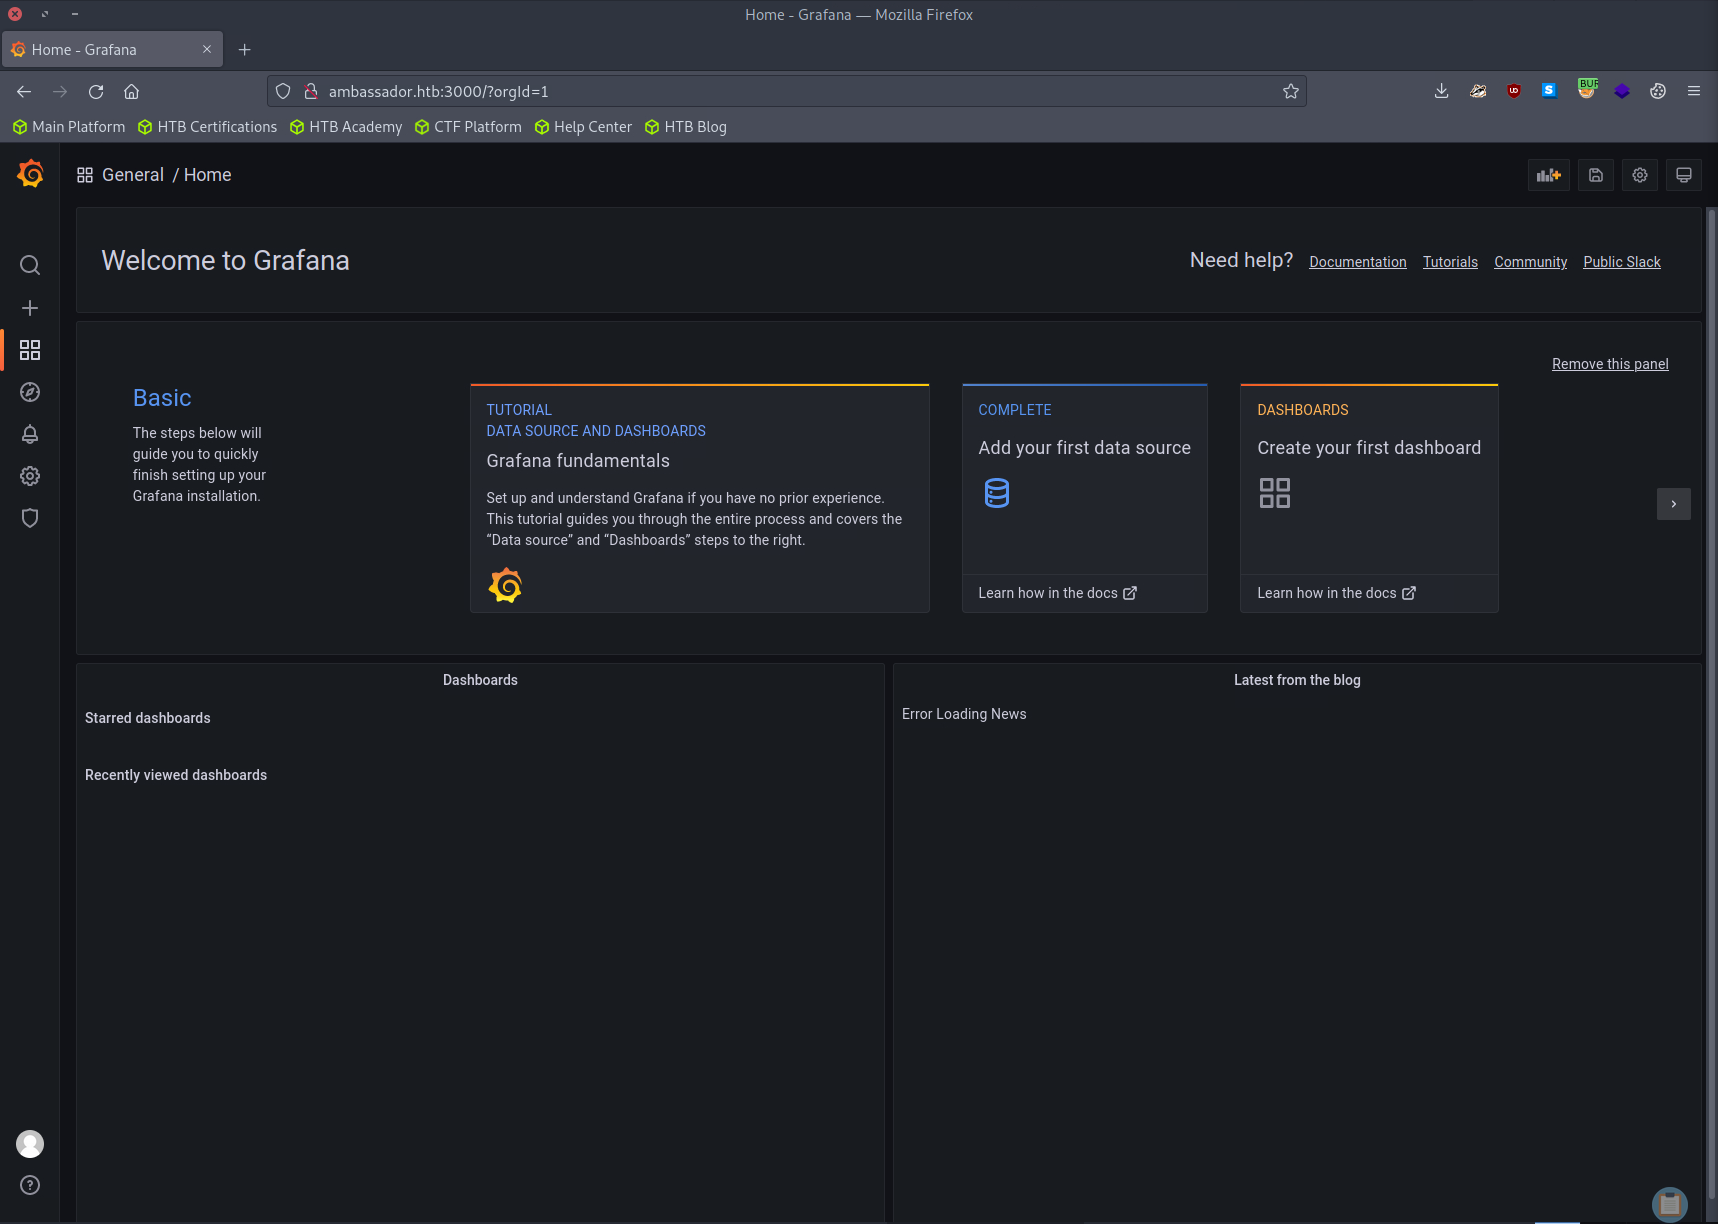 Home - Grafana — Mozilla Firefox
Home - Grafana
ambassador.htb:3000/?orgId=1
BUR
Main Platform HTB Certifications HTB Academy CTF Platform Help Center HTB Blog
General / Home
Welcome to Grafana
Need help? Documentation Tutorials Community Public Slack
Remove this panel
Basic
The steps below will
guide you to quickly
finish setting up your
Grafana installation.
TUTORIAL
DATA SOURCE AND DASHBOARDS
Grafana fundamentals
Set up and understand Grafana if you have no prior experience.
This tutorial guides you through the entire process and covers the
“Data source” and “Dashboards” steps to the right.
COMPLETE
Add your first data source
Learn how in the docs
DASHBOARDS
Create your first dashboard
Learn how in the docs
Dashboards
Starred dashboards
Recently viewed dashboards
Latest from the blog
Error Loading News